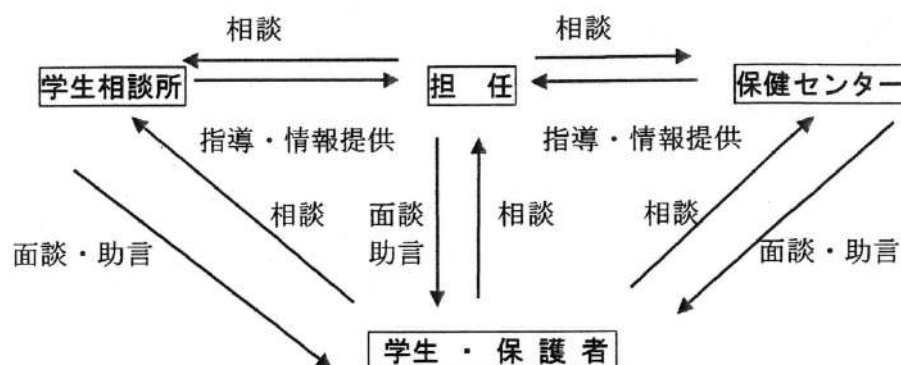 相談 相談
学生相談所 担 任 保健センター
指導・情報提供 指導・情報提供
相談 面談 相談 相談
面談・助言 助言 面談・助言
学生 ・ 保 護 者